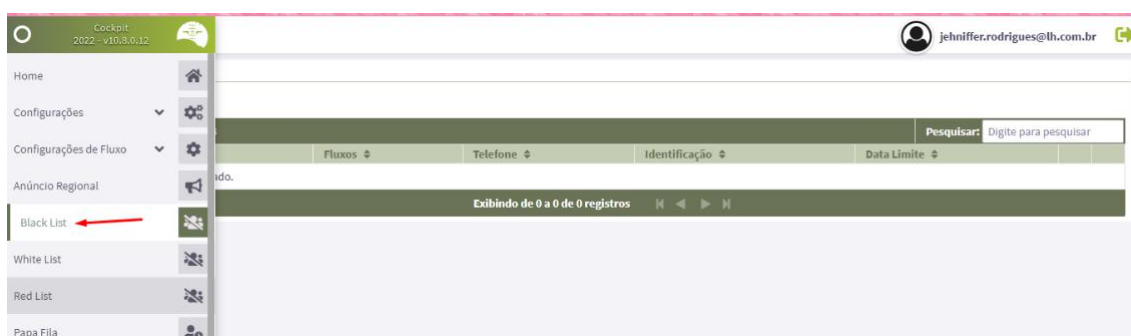 Cockpit
2022 - v10.8.0.12
jehniffer.rodrigues@lh.com.br
Home
Configurações
Pesquisar: Digite para pesquisar
Configurações de Fluxo
Fluxos Telefone Identificação Data Limite
ado.
Anúncio Regional
Exibindo de 0 a 0 de 0 registros
Black List
White List
Red List
Papa Fila